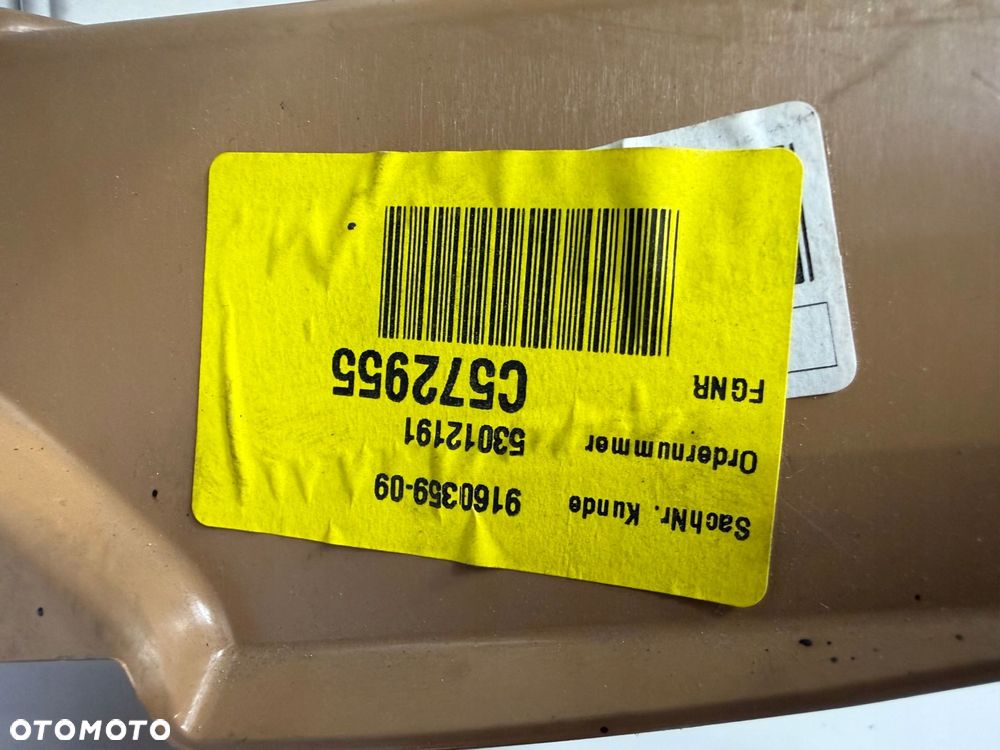 SachNr. Kunde 9160359-09
Ordernummer 53012191
FGNR C572955
OTOMOTO